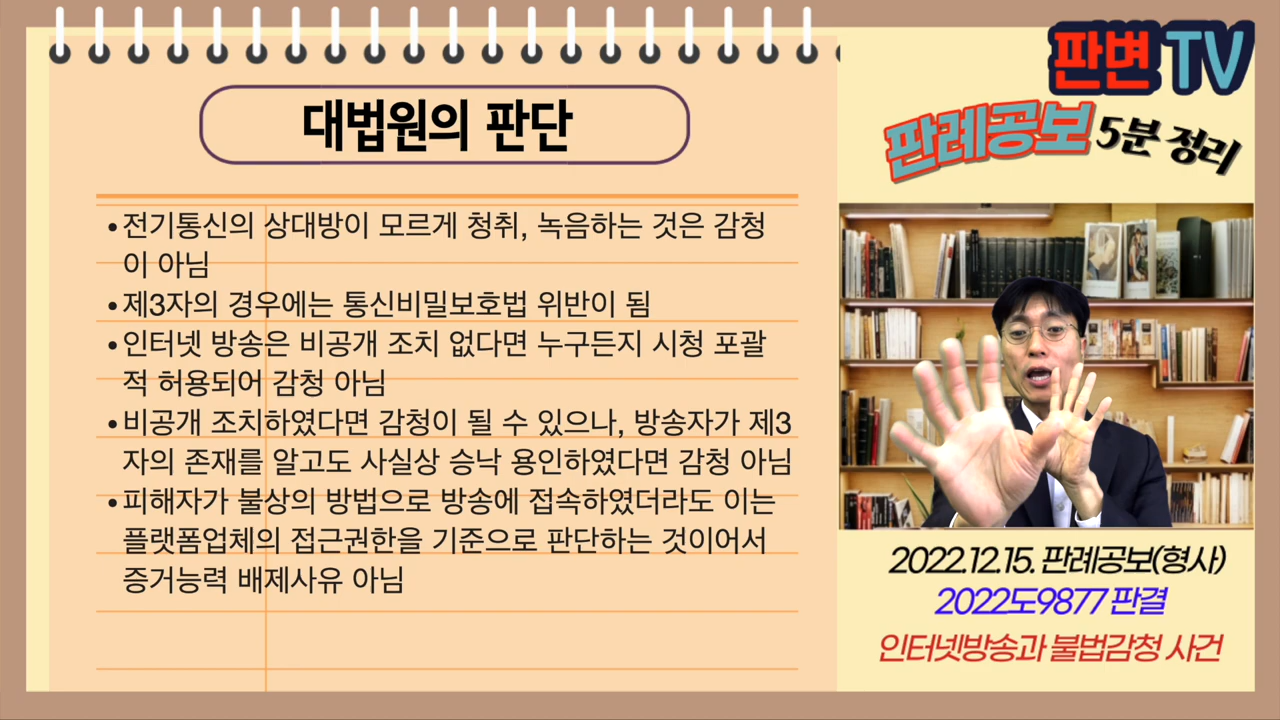 대법원의 판단
•전기통신의 상대방이 모르게 청취, 녹음하는 것은 감청
이 아님
•제3자의 경우에는 통신비밀보호법 위반이 됨
•인터넷 방송은 비공개 조치 없다면 누구든지 시청 포괄
적 허용되어 감청 아님
•비공개 조치하였다면 감청이 될 수 있으나, 방송자가 제3
자의 존재를 알고도 사실상 승낙 용인하였다면 감청 아님
•피해자가 불상의 방법으로 방송에 접속하였더라도 이는
플랫폼업체의 접근권한을 기준으로 판단하는 것이어서
증거능력 배제사유 아님
판변 TV
판례공보 5분 정리
2022.12.15. 판례공보(형사)
2022도9877 판결
인터넷방송과 불법감청 사건